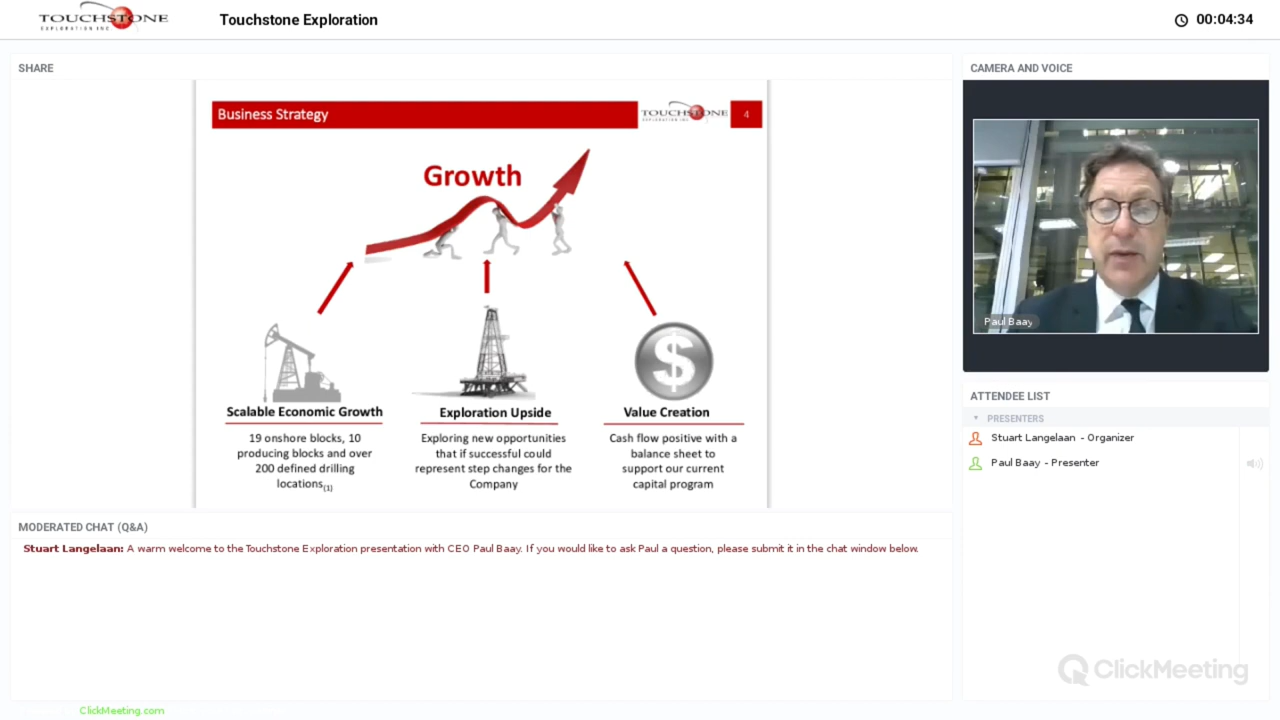 TOUCHSTONE
EXPLORATION INC.
Touchstone Exploration
00:04:34
SHARE
Business Strategy
TOUCHSTONE
EXPLORATION INC.
4
Growth
Scalable Economic Growth
19 onshore blocks, 10
producing blocks and over
200 defined drilling
locations(1)
Exploration Upside
Exploring new opportunities
that if successful could
represent step changes for the
Company
Value Creation
Cash flow positive with a
balance sheet to
support our current
capital program
CAMERA AND VOICE
Paul Baay
ATTENDEE LIST
PRESENTERS
Stuart Langelaan - Organizer
Paul Baay - Presenter
MODERATED CHAT (Q&A)
Stuart Langelaan: A warm welcome to the Touchstone Exploration presentation with CEO Paul Baay. If you would like to ask Paul a question, please submit it in the chat window below.
ClickMeeting
ClickMeeting.com